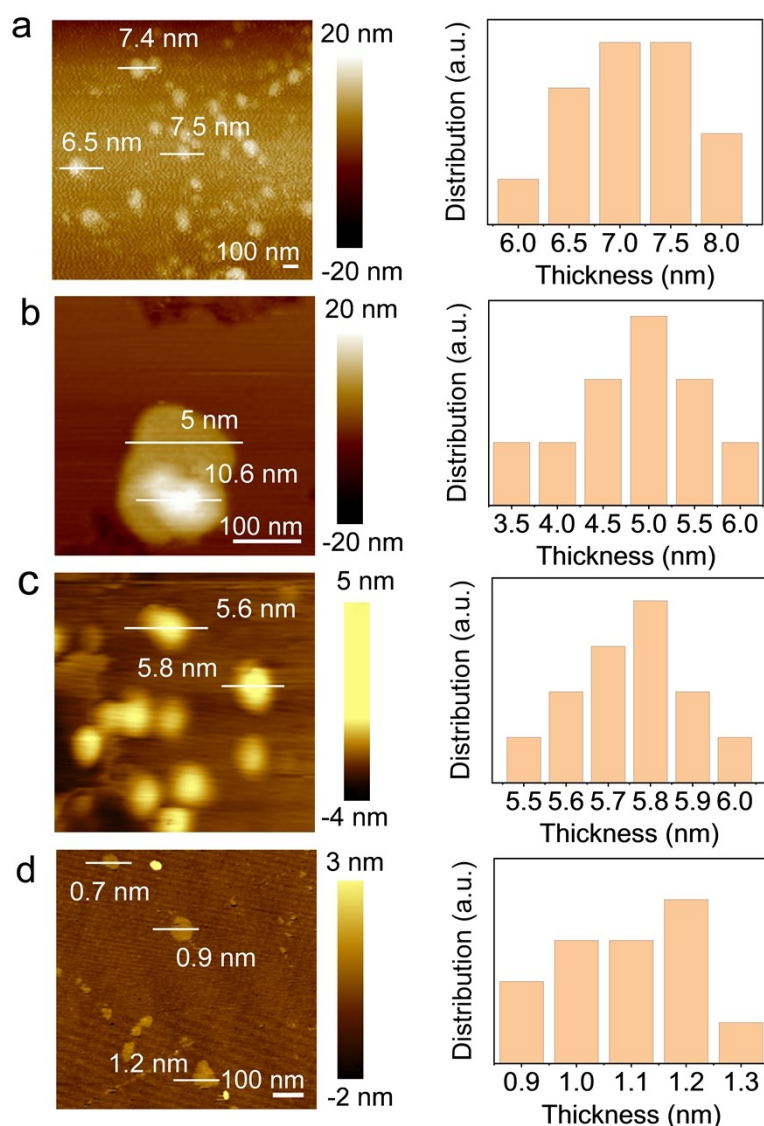 a
7.4 nm
6.5 nm
7.5 nm
100 nm
20 nm
-20 nm
Distribution (a.u.)
6.0 6.5 7.0 7.5 8.0
Thickness (nm)
b
5 nm
10.6 nm
100 nm
20 nm
-20 nm
Distribution (a.u.)
3.5 4.0 4.5 5.0 5.5 6.0
Thickness (nm)
c
5.6 nm
5.8 nm
5 nm
-4 nm
Distribution (a.u.)
5.5 5.6 5.7 5.8 5.9 6.0
Thickness (nm)
d
0.7 nm
0.9 nm
1.2 nm
100 nm
3 nm
-2 nm
Distribution (a.u.)
0.9 1.0 1.1 1.2 1.3
Thickness (nm)